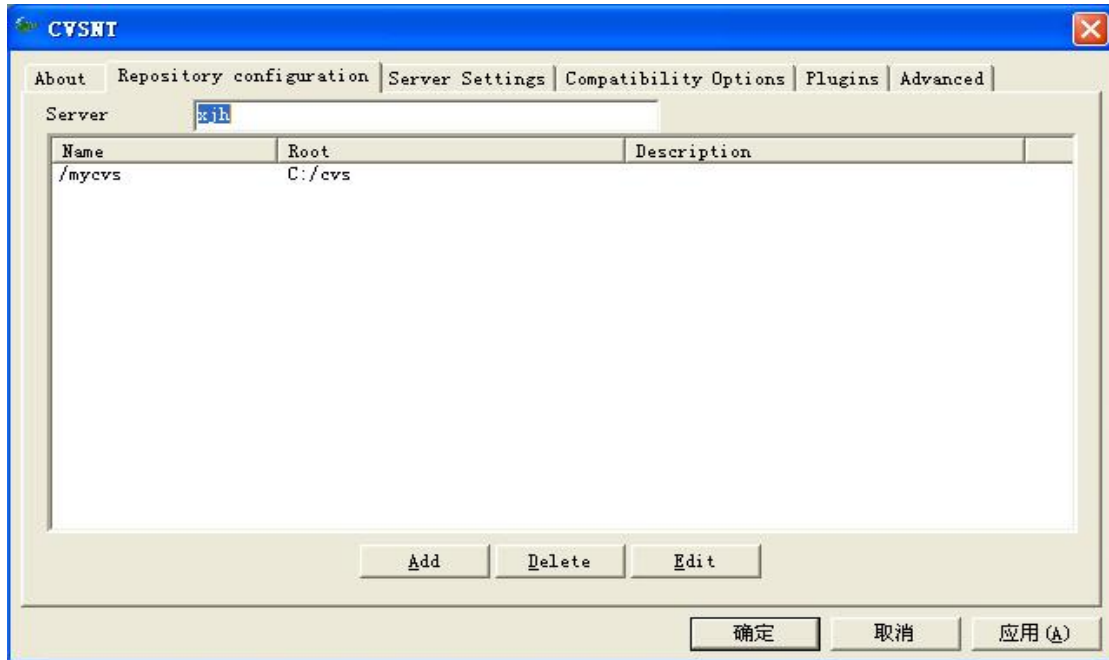 CVSNT
About Repository configuration Server Settings Compatibility Options Plugins Advanced
Server xjh
Name Root Description
/mycvs C:/cvs
Add Delete Edit
确定 取消 应用(A)